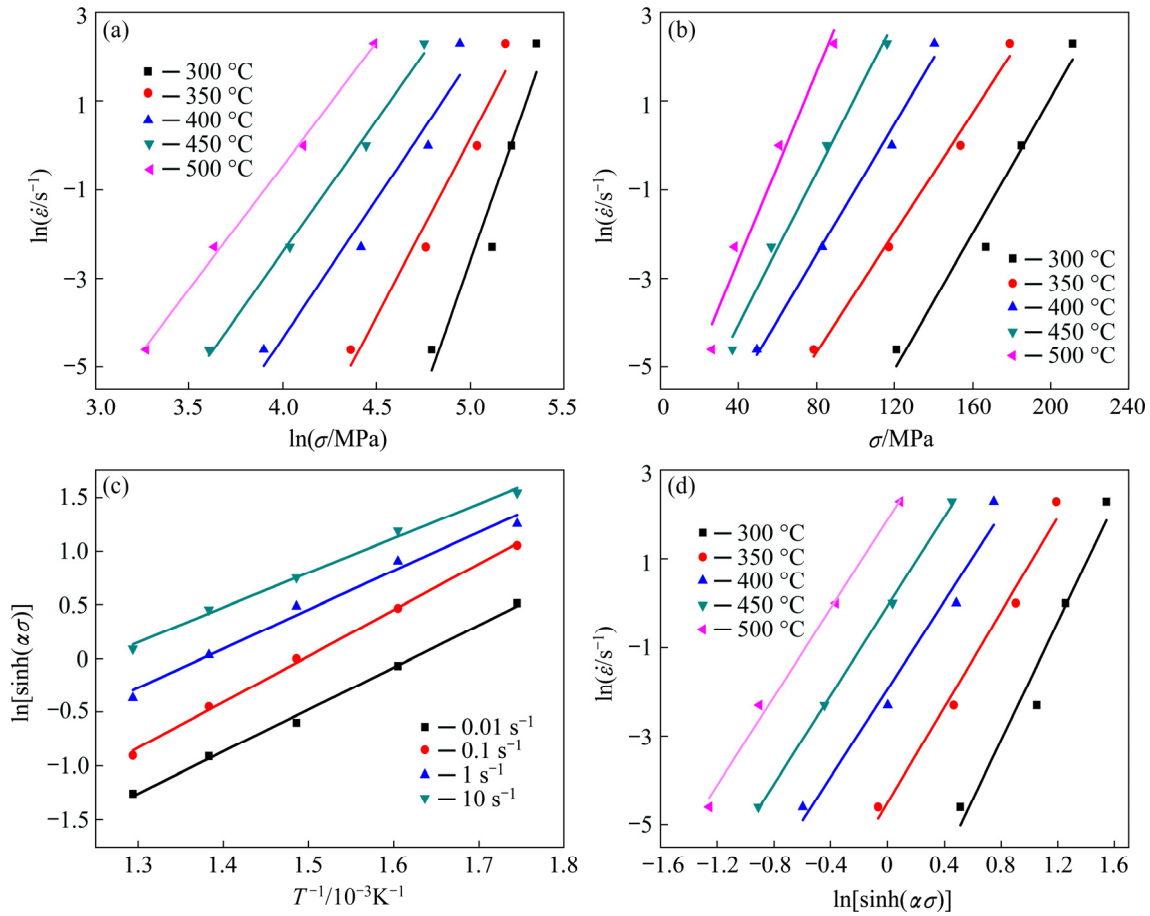 (a)
3
1
−1
−3
−5
ln(ε̇/s⁻¹)
— 300 °C
— 350 °C
— 400 °C
— 450 °C
— 500 °C
3.0 3.5 4.0 4.5 5.0 5.5
ln(σ/MPa)
(b)
3
1
−1
−3
−5
ln(ε̇/s⁻¹)
— 300 °C
— 350 °C
— 400 °C
— 450 °C
— 500 °C
0 40 80 120 160 200 240
σ/MPa
(c)
1.5
1.0
0.5
0
−0.5
−1.0
−1.5
ln[sinh(ασ)]
— 0.01 s⁻¹
— 0.1 s⁻¹
— 1 s⁻¹
— 10 s⁻¹
1.3 1.4 1.5 1.6 1.7 1.8
T⁻¹/10⁻³K⁻¹
(d)
3
1
−1
−3
−5
ln(ε̇/s⁻¹)
— 300 °C
— 350 °C
— 400 °C
— 450 °C
— 500 °C
−1.6 −1.2 −0.8 −0.4 0 0.4 0.8 1.2 1.6
ln[sinh(ασ)]